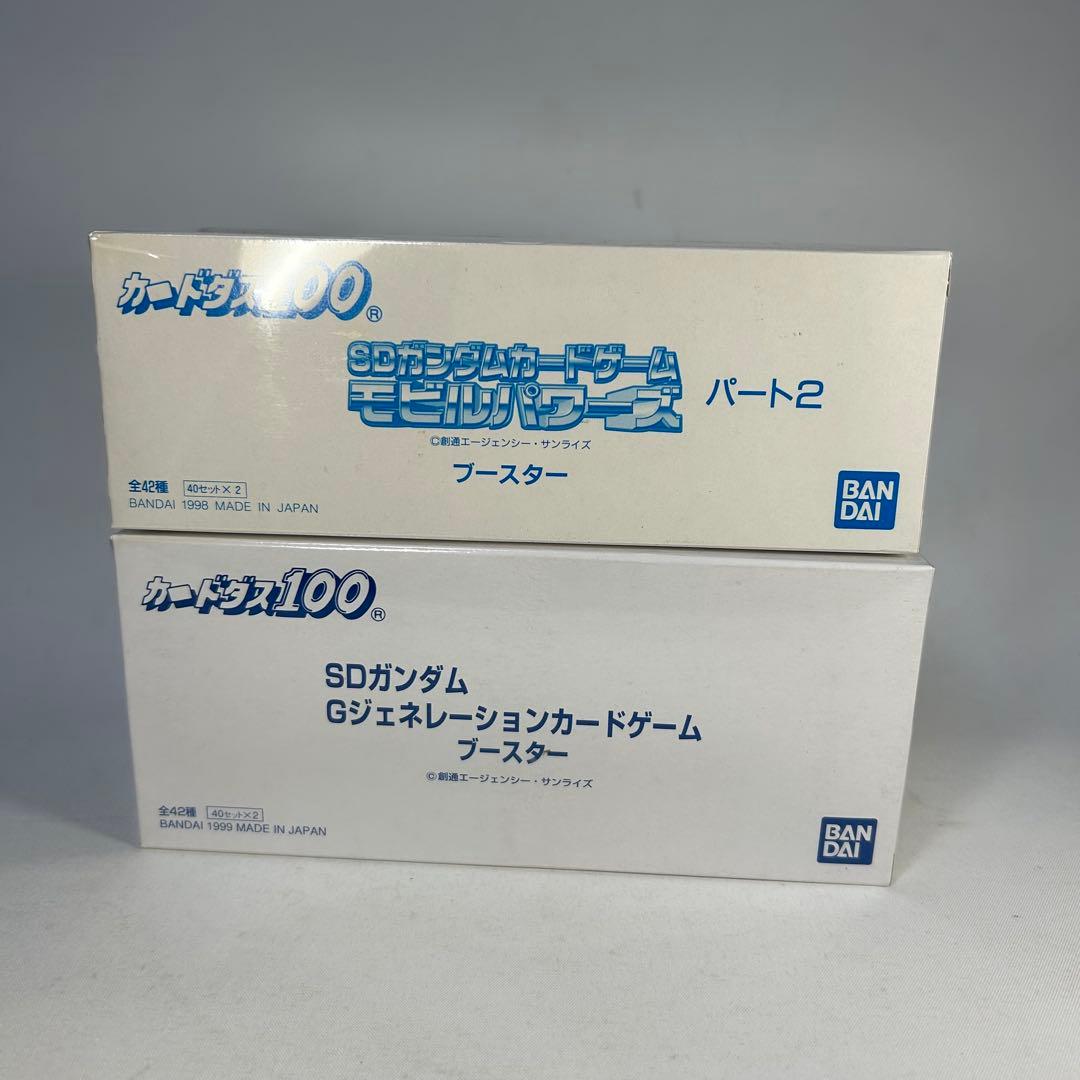 カードダス100®
SDガンダムカードゲーム
モビルパワーズ パート2
©創通エージェンシー・サンライズ
ブースター
全42種 40セット×2
BANDAI 1998 MADE IN JAPAN
BAN
DAI
カードダス100®
SDガンダム
Gジェネレーションカードゲーム
ブースター
©創通エージェンシー・サンライズ
全42種 40セット×2
BANDAI 1999 MADE IN JAPAN
BAN
DAI